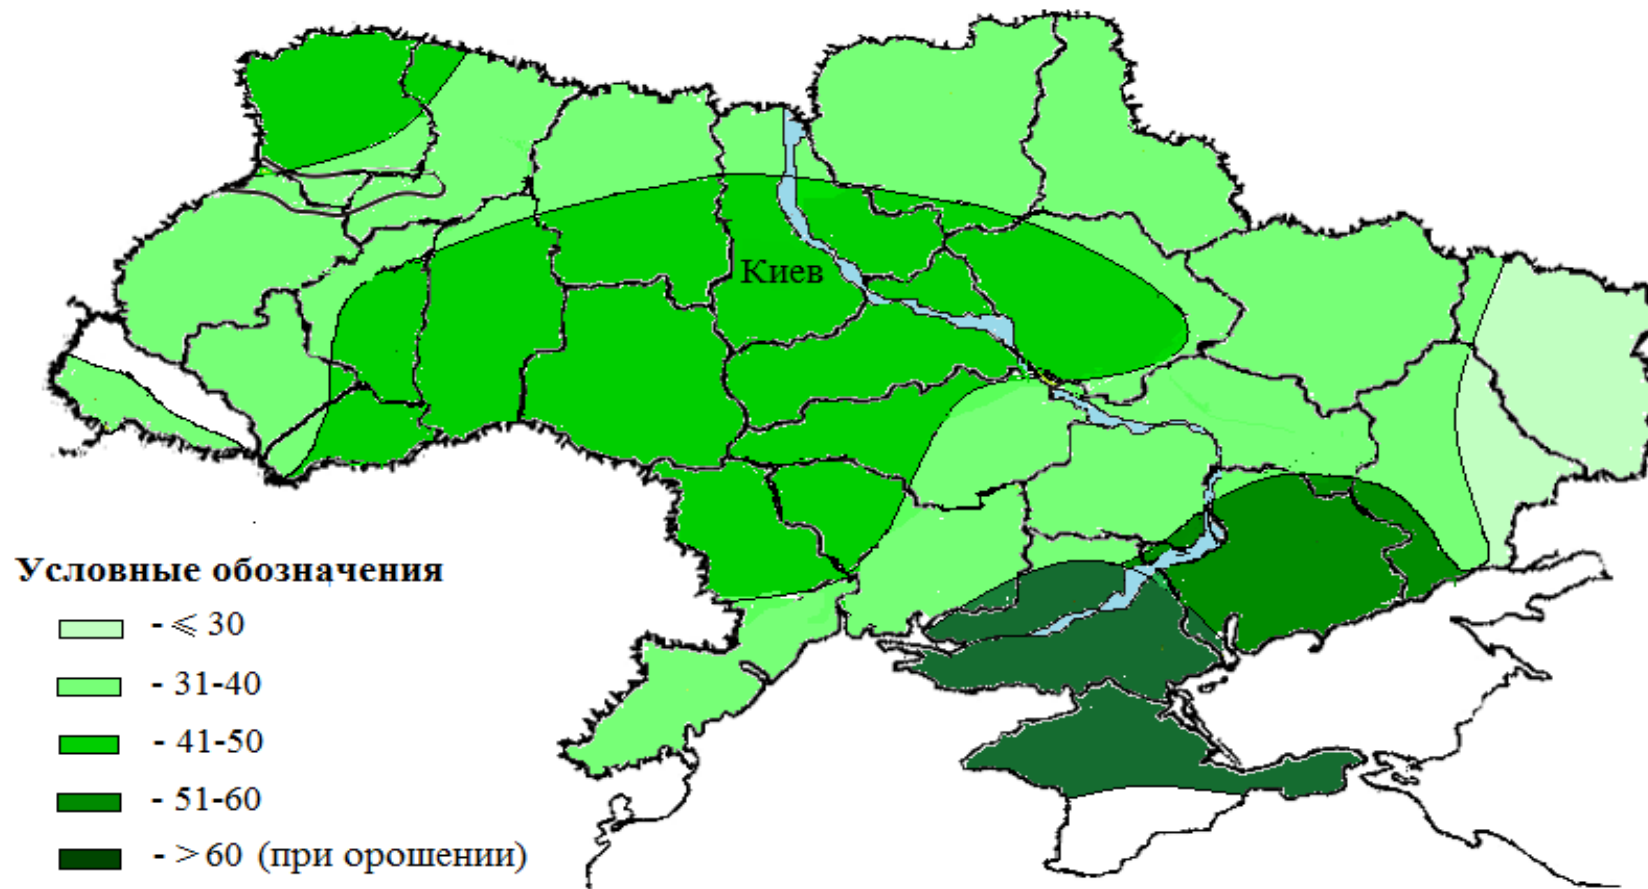 Киев
Условные обозначения
- ⩽ 30
- 31-40
- 41-50
- 51-60
- >60 (при орошении)